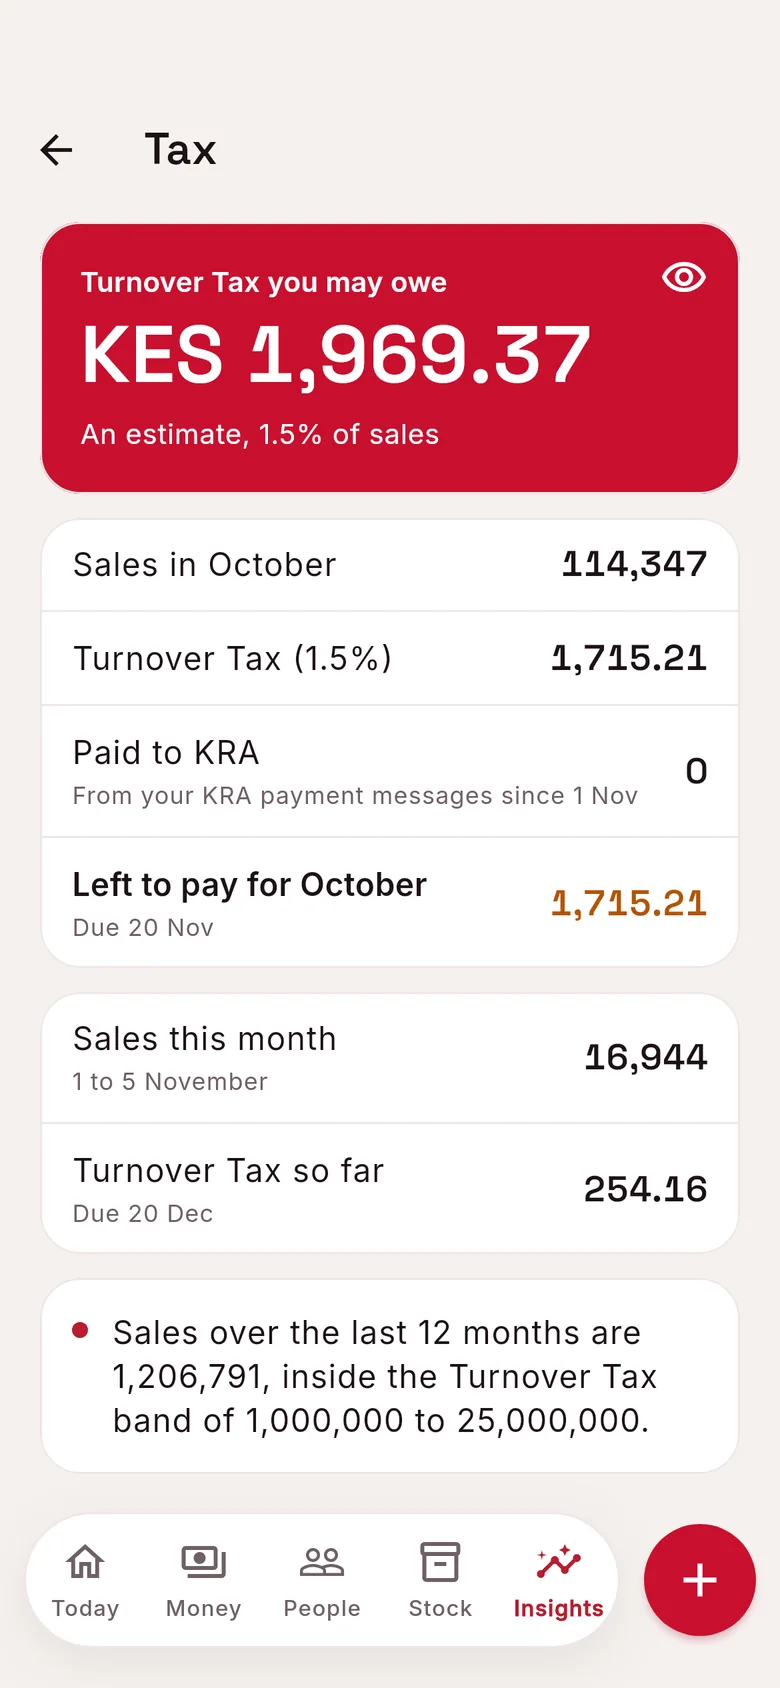 Tax
Turnover Tax you may owe
KES 1,969.37
An estimate, 1.5% of sales
Sales in October 114,347
Turnover Tax (1.5%) 1,715.21
Paid to KRA 0
From your KRA payment messages since 1 Nov
Left to pay for October 1,715.21
Due 20 Nov
Sales this month 16,944
1 to 5 November
Turnover Tax so far 254.16
Due 20 Dec
Sales over the last 12 months are
1,206,791, inside the Turnover Tax
band of 1,000,000 to 25,000,000.
Today Money People Stock Insights